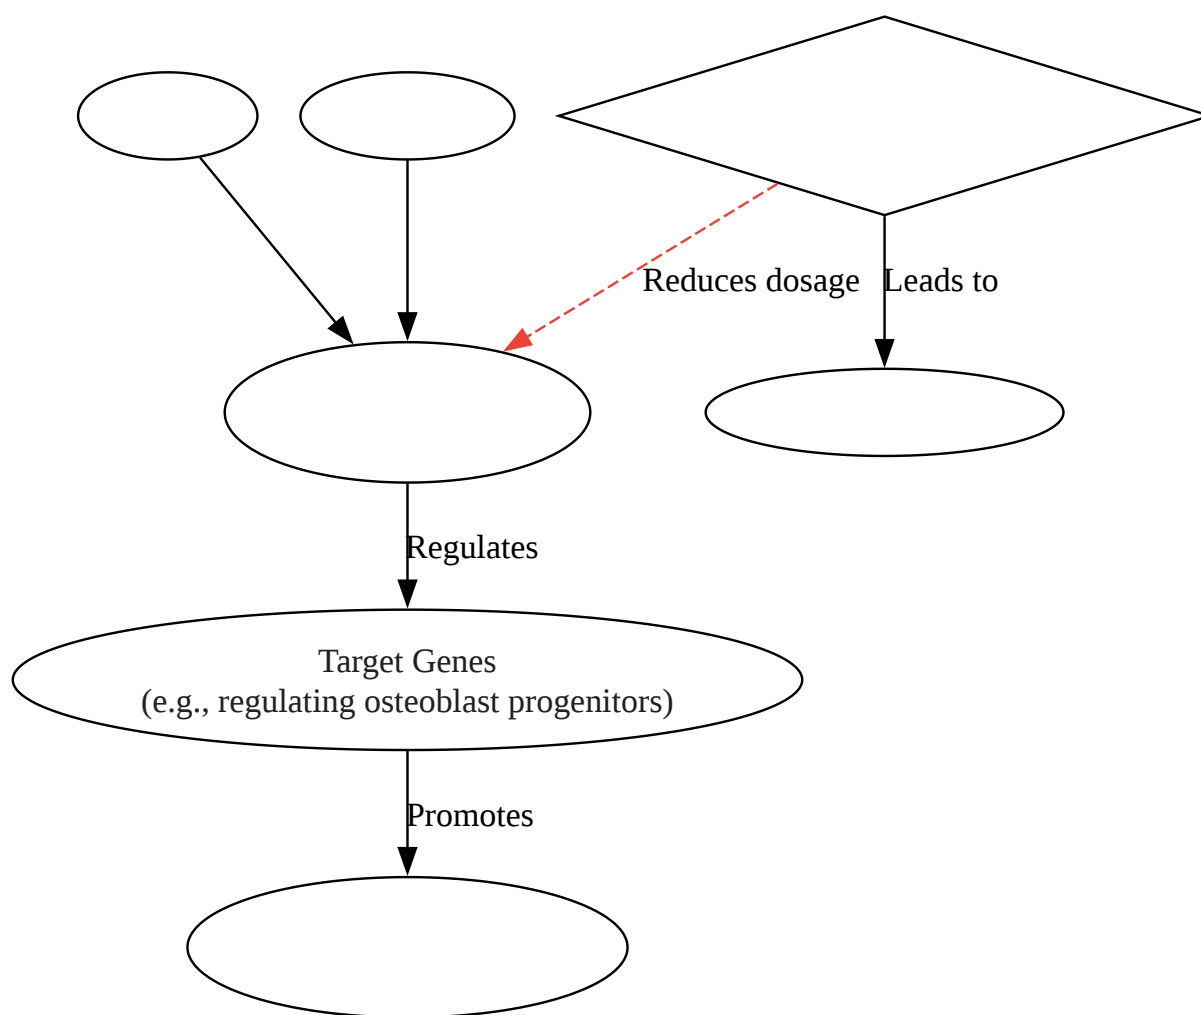 Reduces dosage
Leads to
Regulates
Target Genes
(e.g., regulating osteoblast progenitors)
Promotes